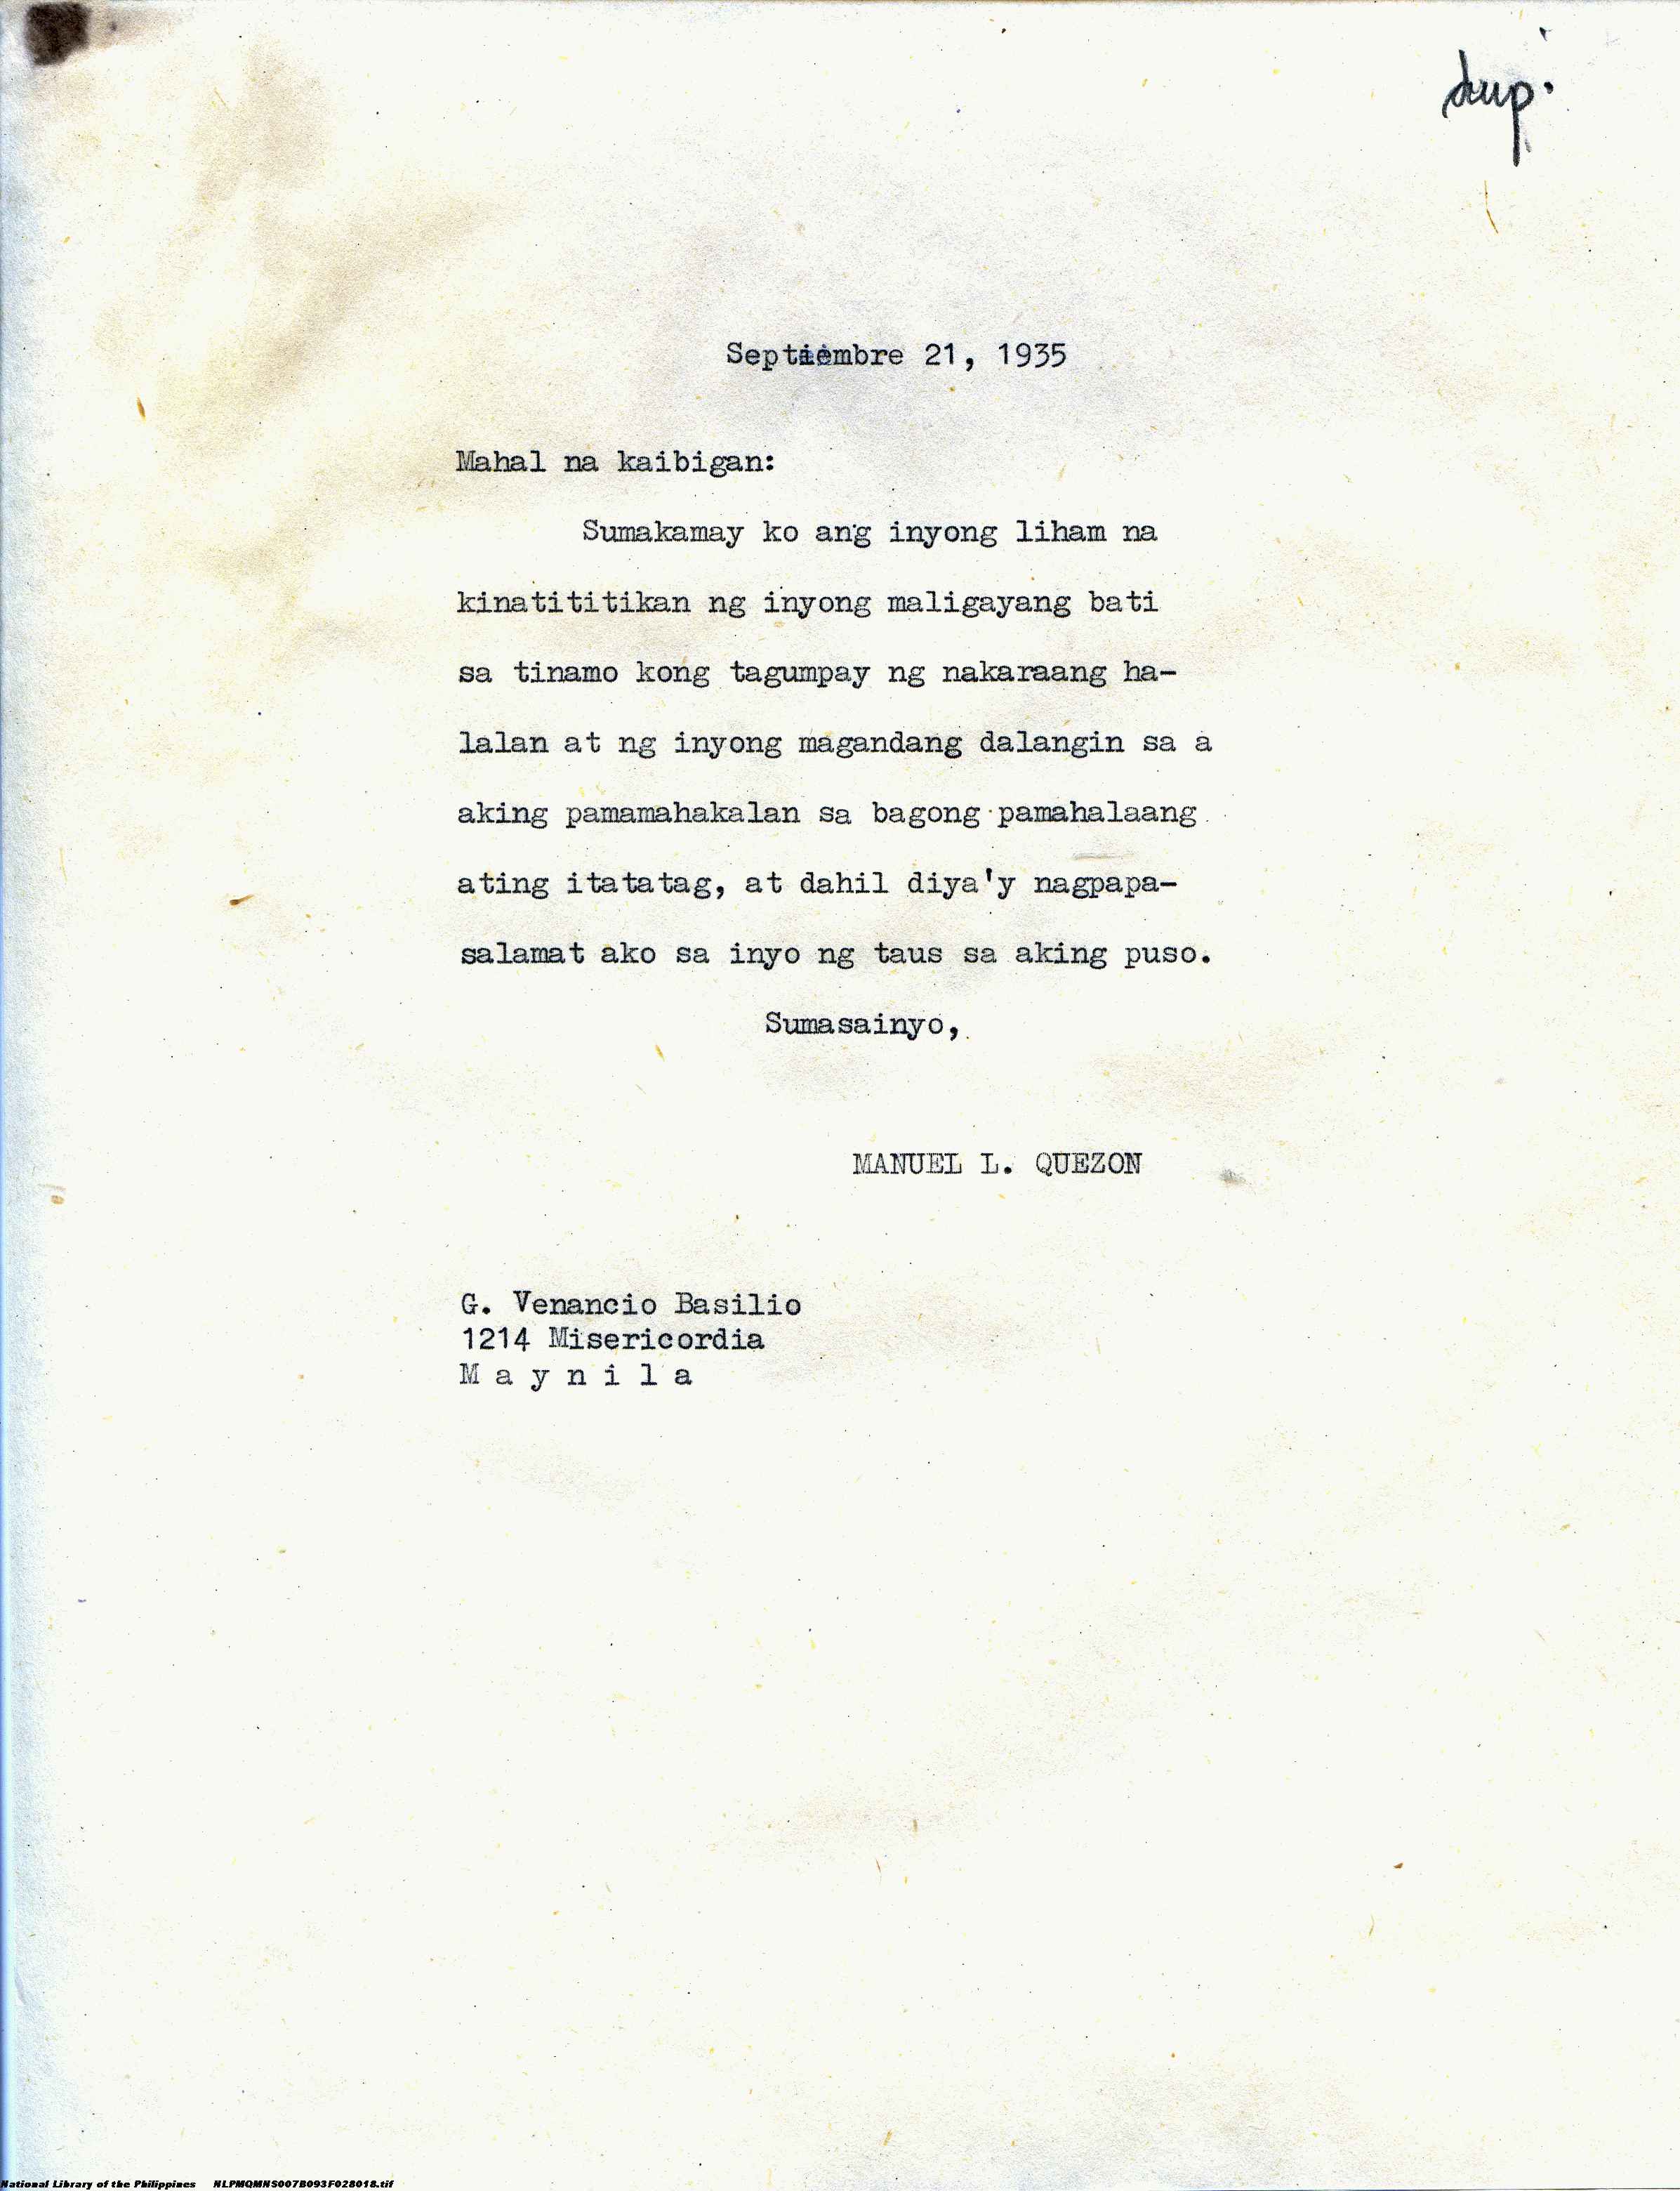 dup.
Septiembre 21, 1935
Mahal na kaibigan:
Sumakamay ko ang inyong liham na
kinatititikan ng inyong maligayang bati
sa tinamo kong tagumpay ng nakaraang ha-
lalan at ng inyong magandang dalangin sa a
aking pamamahakalan sa bagong pamahalaang
ating itatatag, at dahil diya'y nagpapa-
salamat ako sa inyo ng taus sa aking puso.
Sumasainyo,
MANUEL L. QUEZON
G. Venancio Basilio
1214 Misericordia
M a y n i l a
National Library of the Philippines NLPMQMNS007B093F028018.tif